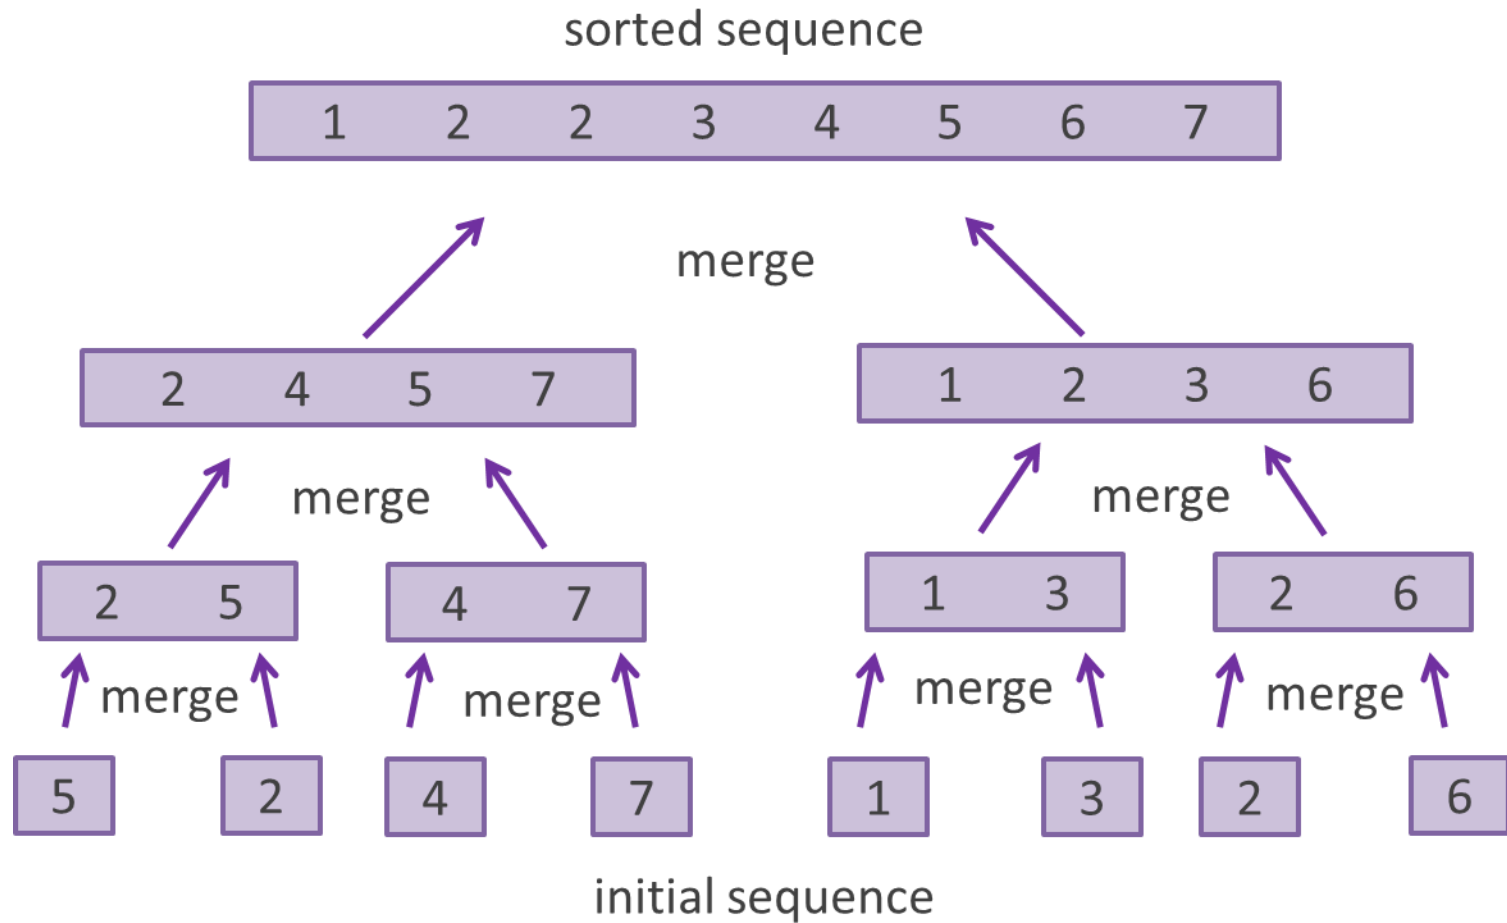 sorted sequence
1 2 2 3 4 5 6 7
merge
2 4 5 7
1 2 3 6
merge
merge
2 5
4 7
1 3
2 6
merge
merge
merge
merge
5
2
4
7
1
3
2
6
initial sequence